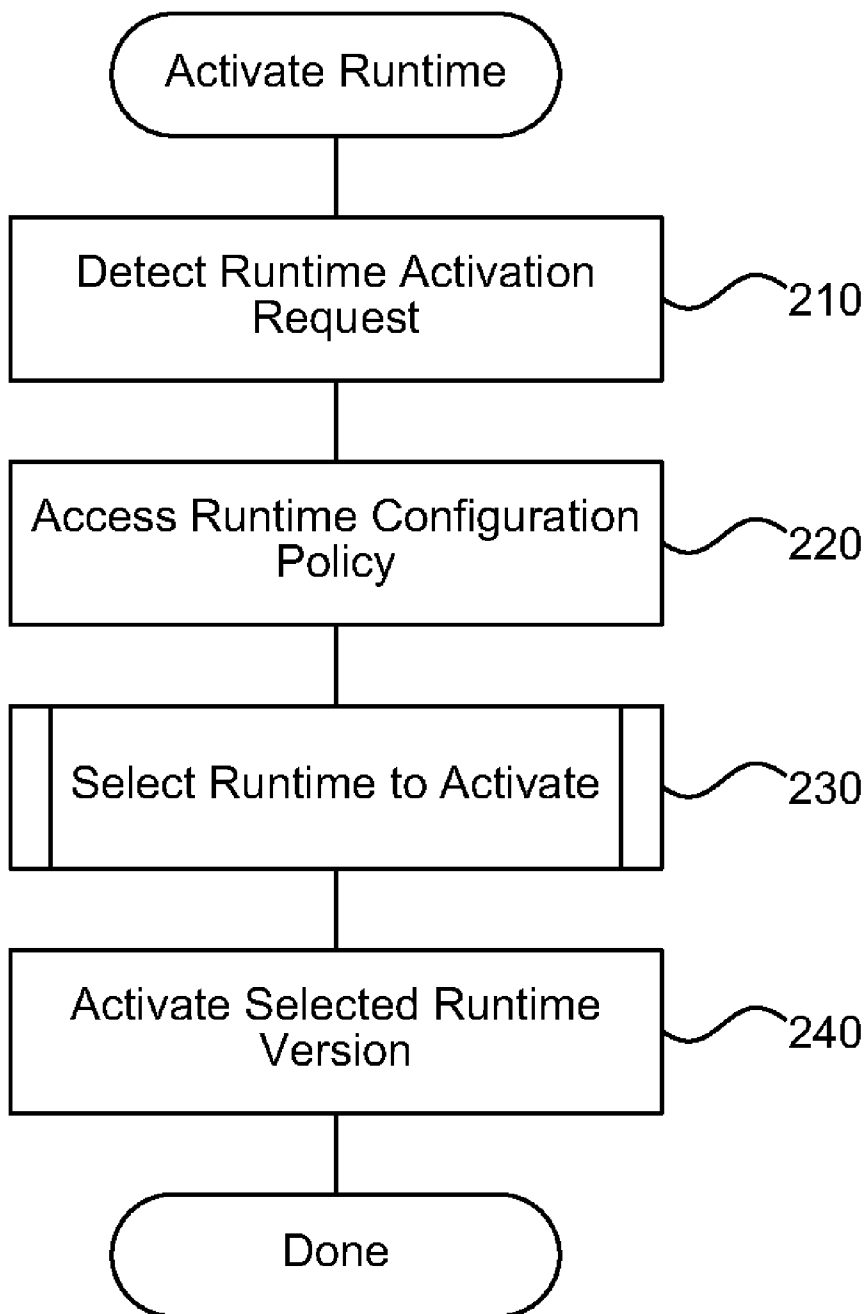 Activate Runtime
Detect Runtime Activation
Request
210
Access Runtime Configuration
Policy
220
Select Runtime to Activate
230
Activate Selected Runtime
Version
240
Done